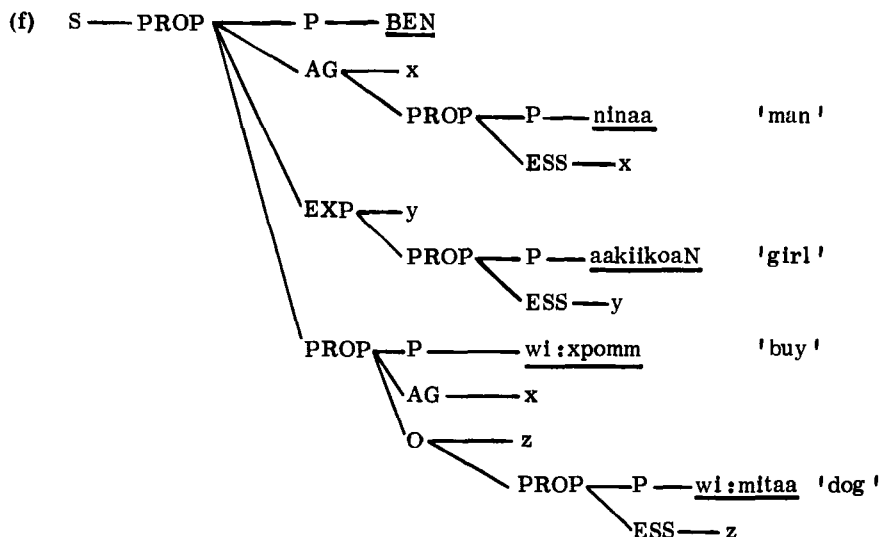 (f) S PROP P BEN
AG x
PROP P ninaa 'man'
ESS x
EXP y
PROP P aakiikoaN 'girl'
ESS y
PROP P wi:xpomm 'buy'
AG x
O z
PROP P wi:mitaa 'dog'
ESS z